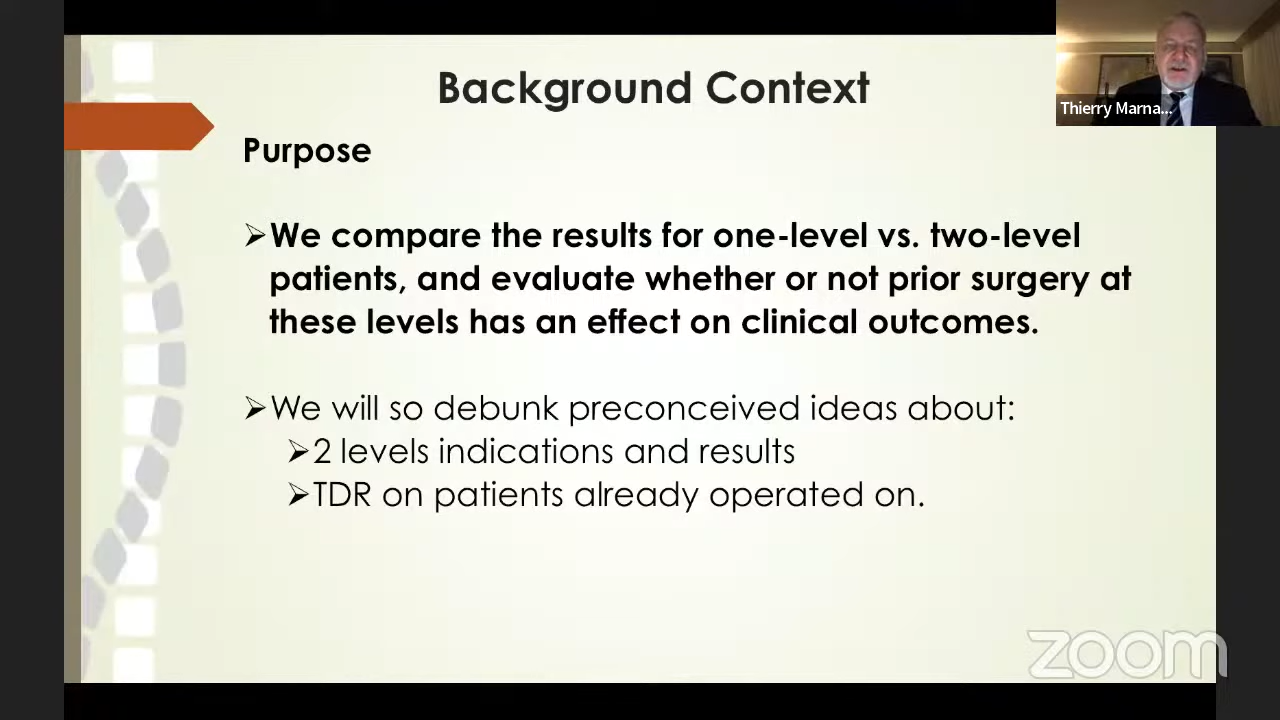 Background Context
Thierry Marna...
Purpose
➢We compare the results for one-level vs. two-level
patients, and evaluate whether or not prior surgery at
these levels has an effect on clinical outcomes.
➢We will so debunk preconceived ideas about:
➢2 levels indications and results
➢TDR on patients already operated on.
zoom